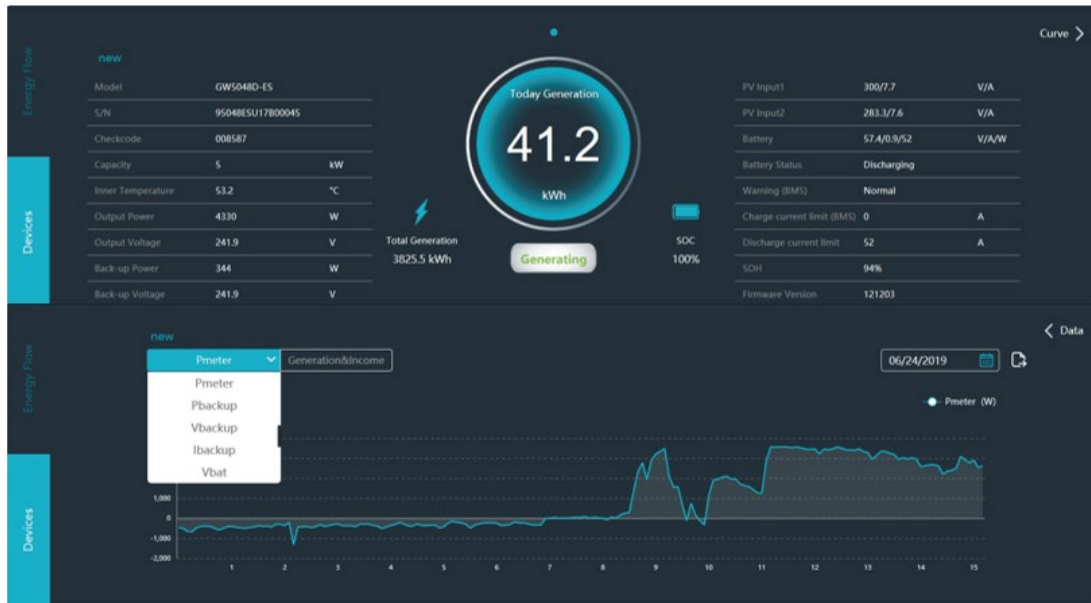 Curve
Energy Flow
Devices
new
Model GW5048D-ES
S/N 95048ESU17B00045
Checkcode 008587
Capacity 5 kW
Inner Temperature 53.2 °C
Output Power 4330 W
Output Voltage 241.9 V
Back-up Power 344 W
Back-up Voltage 241.9 V
Today Generation
41.2
kWh
Total Generation
3825.5 kWh
Generating
SOC
100%
PV Input1 300/7.7 V/A
PV Input2 283.3/7.6 V/A
Battery 57.4/0.9/52 V/A/W
Battery Status Discharging
Warning (BMS) Normal
Charge current limit (BMS) 0 A
Discharge current limit 52 A
SOH 94%
Firmware Version 121203
Data
Energy Flow
Devices
new
Pmeter Generation&Income
06/24/2019
Pmeter
Pbackup
Vbackup
Ibackup
Vbat
Pmeter (W)
1,000
0
-1,000
-2,000
1 2 3 4 5 6 7 8 9 10 11 12 13 14 15